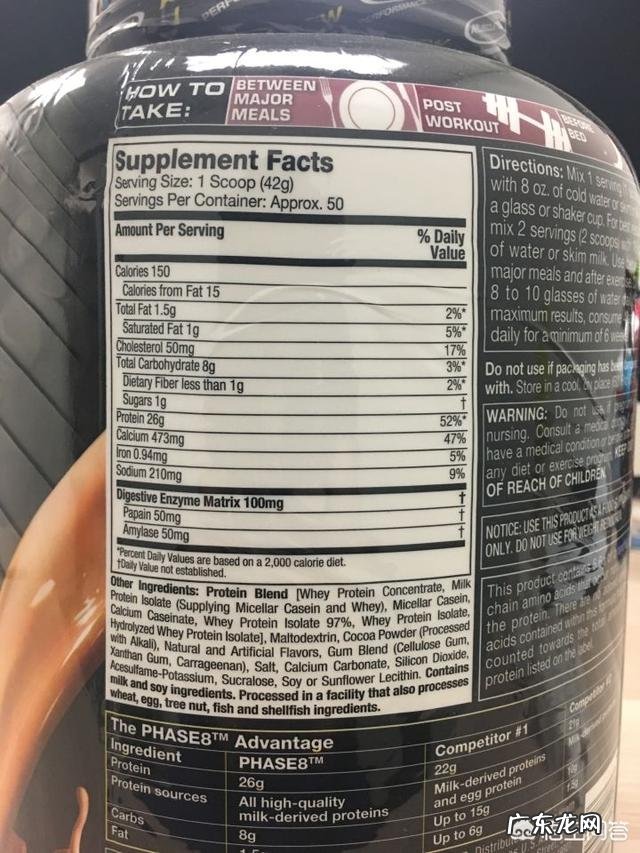 HOW TO
TAKE:
BETWEEN
MAJOR
MEALS
POST
WORKOUT
BEFORE
BED
Supplement Facts
Serving Size: 1 Scoop (42g)
Servings Per Container: Approx. 50
Amount Per Serving
% Daily
Value
Calories 150
Calories from Fat 15
Total Fat 1.5g 2%*
Saturated Fat 1g 5%*
Cholesterol 50mg 17%
Total Carbohydrate 8g 3%*
Dietary Fiber less than 1g 2%*
Sugars 1g †
Protein 26g 52%*
Calcium 473mg 47%
Iron 0.94mg 5%
Sodium 210mg 9%
Digestive Enzyme Matrix 100mg †
Papain 50mg †
Amylase 50mg †
*Percent Daily Values are based on a 2,000 calorie diet.
†Daily Value not established.
Other Ingredients: Protein Blend [Whey Protein Concentrate, Milk
Protein Isolate (Supplying Micellar Casein and Whey), Micellar Casein,
Calcium Caseinate, Whey Protein Isolate 97%, Whey Protein Isolate,
Hydrolyzed Whey Protein Isolate], Maltodextrin, Cocoa Powder (Processed
with Alkali), Natural and Artificial Flavors, Gum Blend (Cellulose Gum,
Xanthan Gum, Carrageenan), Salt, Calcium Carbonate, Silicon Dioxide,
Acesulfame-Potassium, Sucralose, Soy or Sunflower Lecithin. Contains
milk and soy ingredients. Processed in a facility that also processes
wheat, egg, tree nut, fish and shellfish ingredients.
Directions: Mix 1 serving
with 8 oz. of cold water or
a glass or shaker cup. For
mix 2 servings (2 scoops)
of water or skim milk. Use
major meals and after exercise
8 to 10 glasses of water
maximum results, consume
daily for a minimum of 6
Do not use if packaging has
with. Store in a cool, dry place
WARNING: Do not use if
nursing. Consult a medical
have a medical condition
any diet or exercise program. KEEP
OF REACH OF CHILDREN.
NOTICE: USE THIS PRODUCT AS A FOOD
ONLY. DO NOT USE FOR WEIGHT
This product contains
chain amino acids
the protein. There are
acids contained within this
counted towards the total
protein listed on the label.
The PHASE8™ Advantage
Ingredient PHASE8™ Competitor #1
Protein 26g 22g 21g
Protein sources All high-quality Milk-derived proteins
milk-derived proteins and egg protein
Carbs 8g Up to 15g
Fat Up to 6g
广东龙网